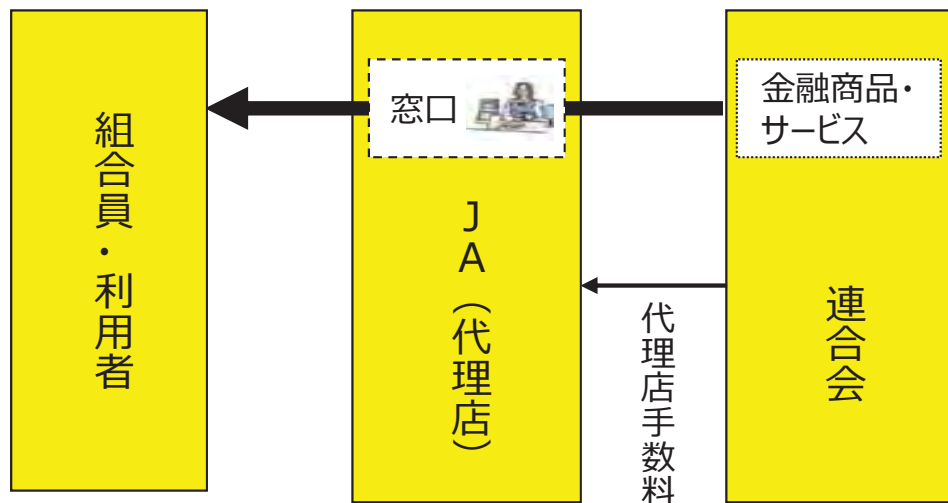 組合員・利用者
窓口
JA(代理店)
代理店手数料
金融商品・
サービス
連合会